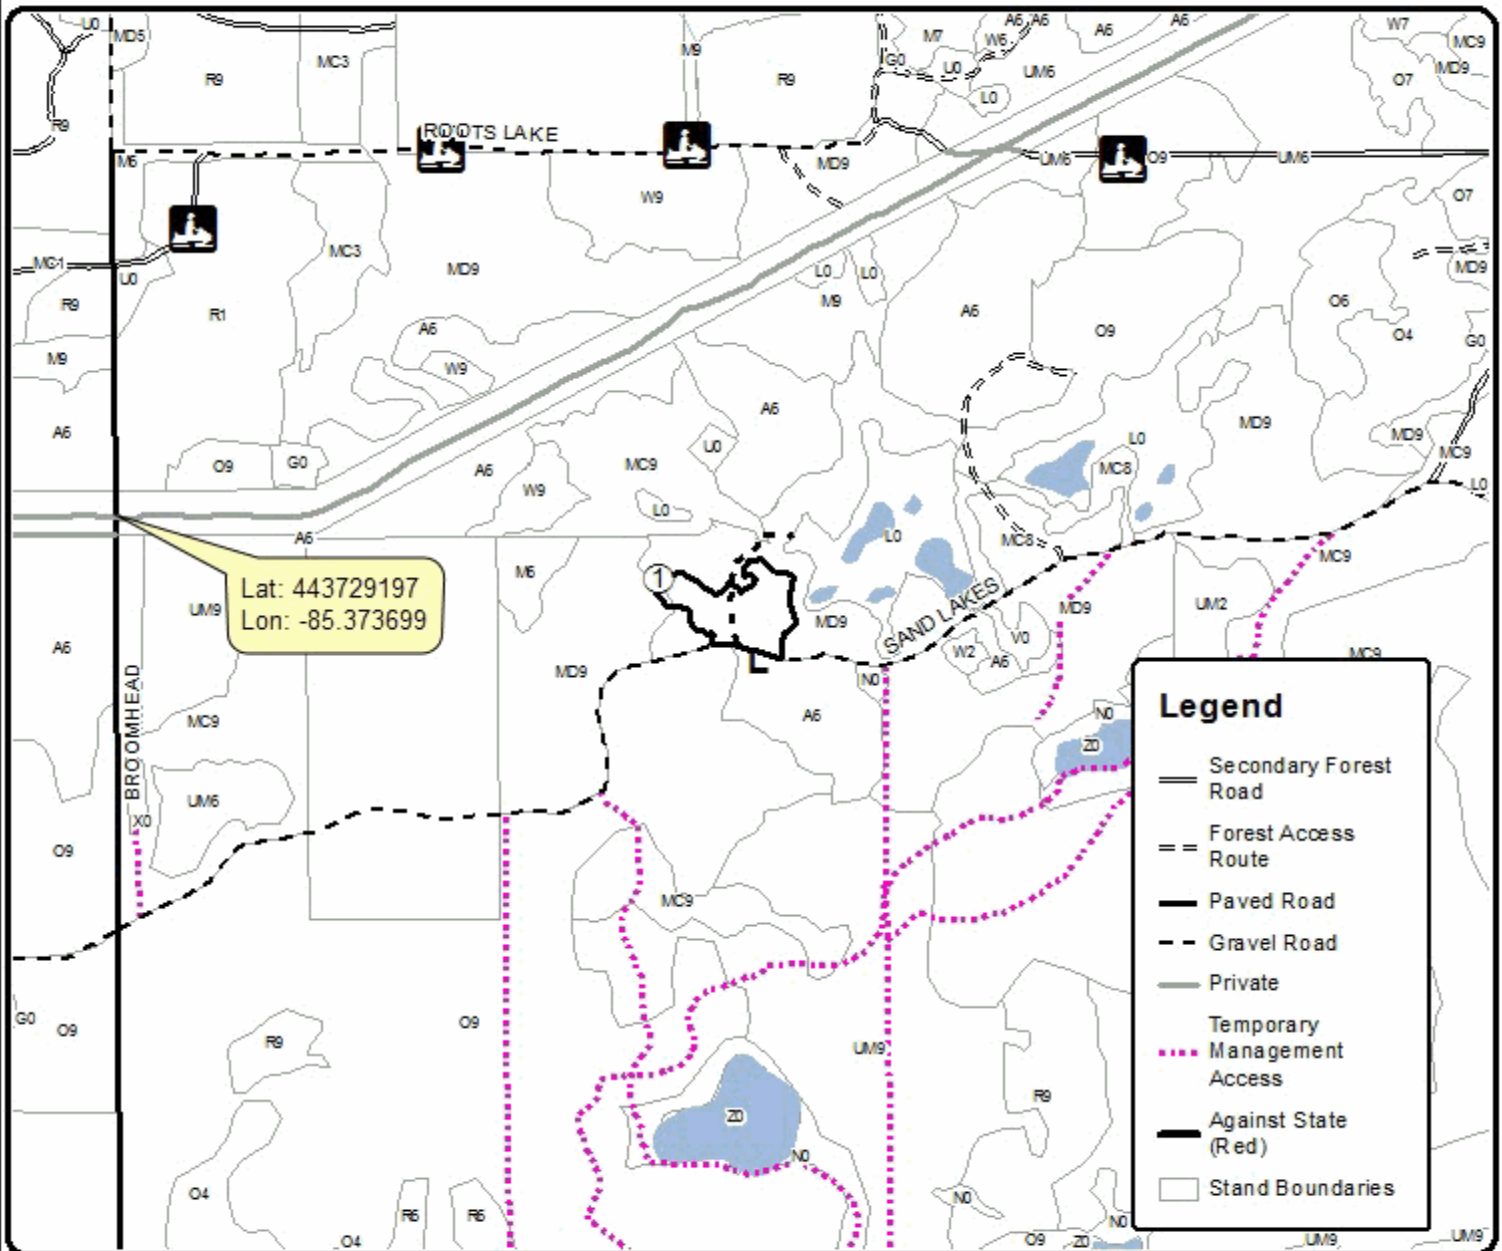 U0
MD5
R9
MC3
M9
R9
M7
G0
U0
W6
A6
A6
A6
A6
UM6
L0
W7
MC9
MD9
O7
R9
ROOTS LAKE
M6
MD9
UM6
O9
UM6
W9
O7
MC1
U0
MC3
MD9
L0
L0
M9
MD9
R9
R1
A6
A6
O9
O6
O4
G0
M9
W9
A6
A6
O9
G0
A6
MC9
U0
W9
L0
L0
MC8
MD9
MD9
MC9
L0
A6
L0
MC8
MC9
Lat: 443729197
Lon: -85.373699
UM9
M6
1
MD9
SAND LAKES
MD9
UM2
V0
W2
A6
A6
MD9
N0
MC9
BROOMHEAD
MC9
A6
N0
Z0
UM6
X0
O9
MC9
G0
O9
O9
R9
UM9
R9
Z0
N0
O4
R6
R6
O4
N0
N0
O9
Z0
UM9
UM9
Legend
Secondary Forest
Road
Forest Access
Route
Paved Road
Gravel Road
Private
Temporary
Management
Access
Against State
(Red)
Stand Boundaries